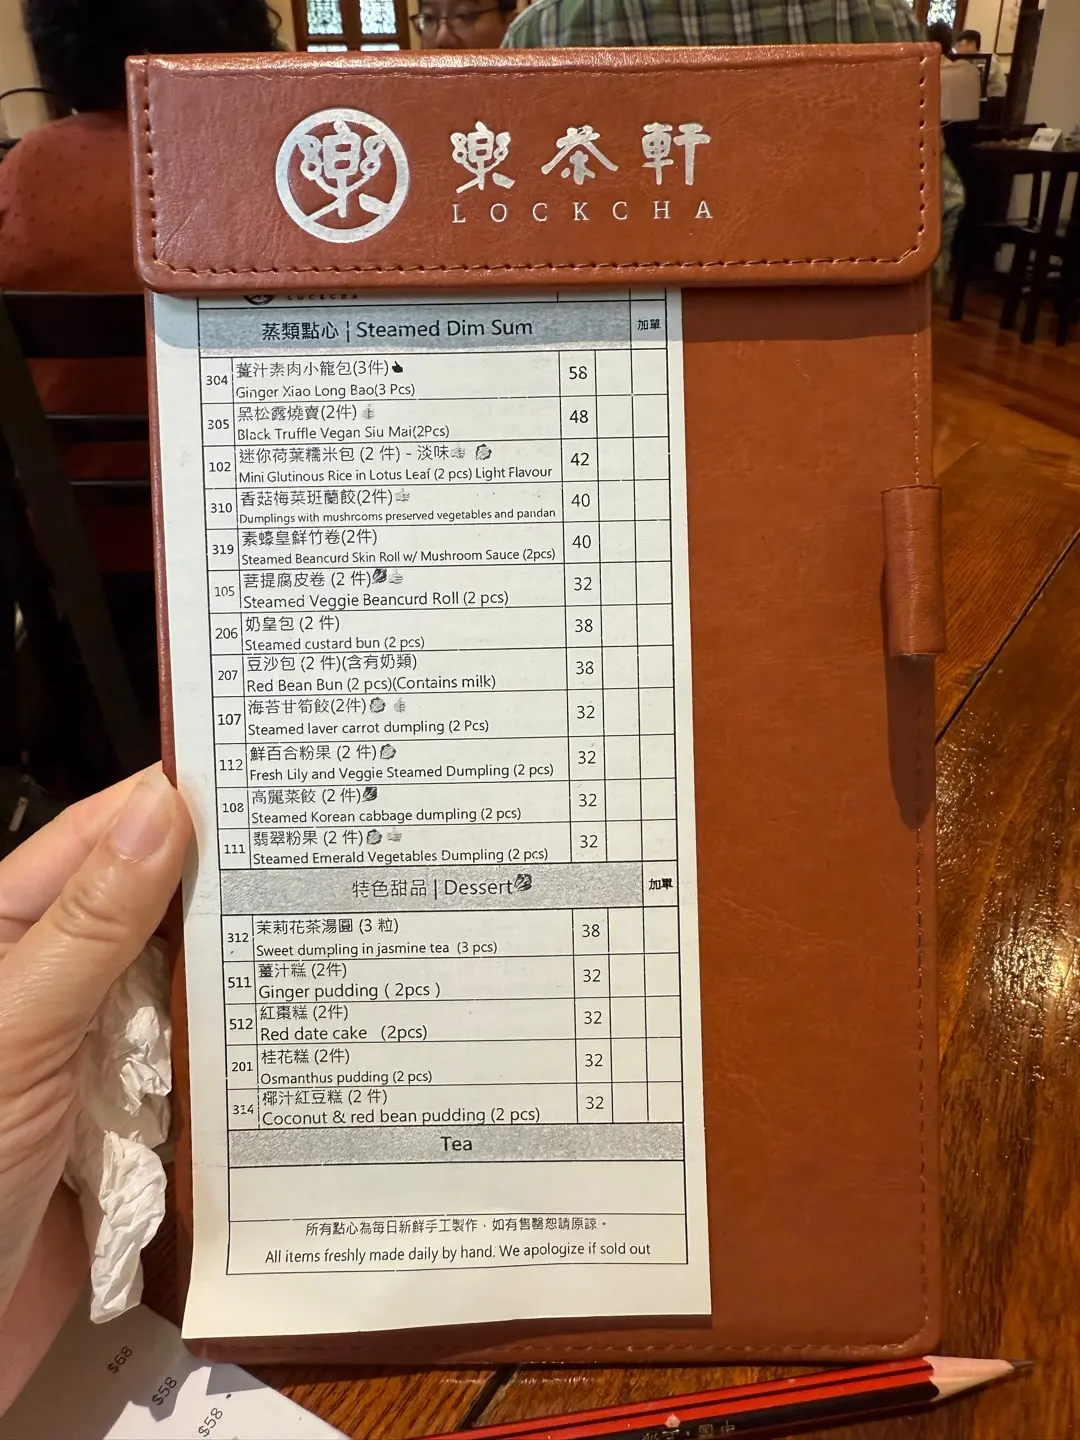 樂
樂茶軒
LOCKCHA
LOCKCHA
蒸類點心 | Steamed Dim Sum 加單
304 薑汁素肉小籠包(3件) 58
Ginger Xiao Long Bao(3 Pcs)
305 黑松露燒賣(2件) 48
Black Truffle Vegan Siu Mai(2Pcs)
102 迷你荷葉糯米包 (2 件) - 淡味 42
Mini Glutinous Rice in Lotus Leaf (2 pcs) Light Flavour
310 香菇梅菜班蘭餃(2件) 40
Dumplings with mushrooms preserved vegetables and pandan
319 素蠔皇鮮竹卷(2件) 40
Steamed Beancurd Skin Roll w/ Mushroom Sauce (2pcs)
105 菩提腐皮卷 (2 件) 32
Steamed Veggie Beancurd Roll (2 pcs)
206 奶皇包 (2 件) 38
Steamed custard bun (2 pcs)
207 豆沙包 (2 件)(含有奶類) 38
Red Bean Bun (2 pcs)(Contains milk)
107 海苔甘筍餃(2件) 32
Steamed laver carrot dumpling (2 Pcs)
112 鮮百合粉果 (2 件) 32
Fresh Lily and Veggie Steamed Dumpling (2 pcs)
108 高麗菜餃 (2 件) 32
Steamed Korean cabbage dumpling (2 pcs)
111 翡翠粉果 (2 件) 32
Steamed Emerald Vegetables Dumpling (2 pcs)
特色甜品 | Dessert 加單
312 茉莉花茶湯圓 (3 粒) 38
Sweet dumpling in jasmine tea (3 pcs)
511 薑汁糕 (2件) 32
Ginger pudding ( 2pcs )
512 紅棗糕 (2件) 32
Red date cake (2pcs)
201 桂花糕 (2件) 32
Osmanthus pudding (2 pcs)
314 椰汁紅豆糕 (2 件) 32
Coconut & red bean pudding (2 pcs)
Tea
所有點心為每日新鮮手工製作，如有售罄恕請原諒。
All items freshly made daily by hand. We apologize if sold out
$68
$58
$58